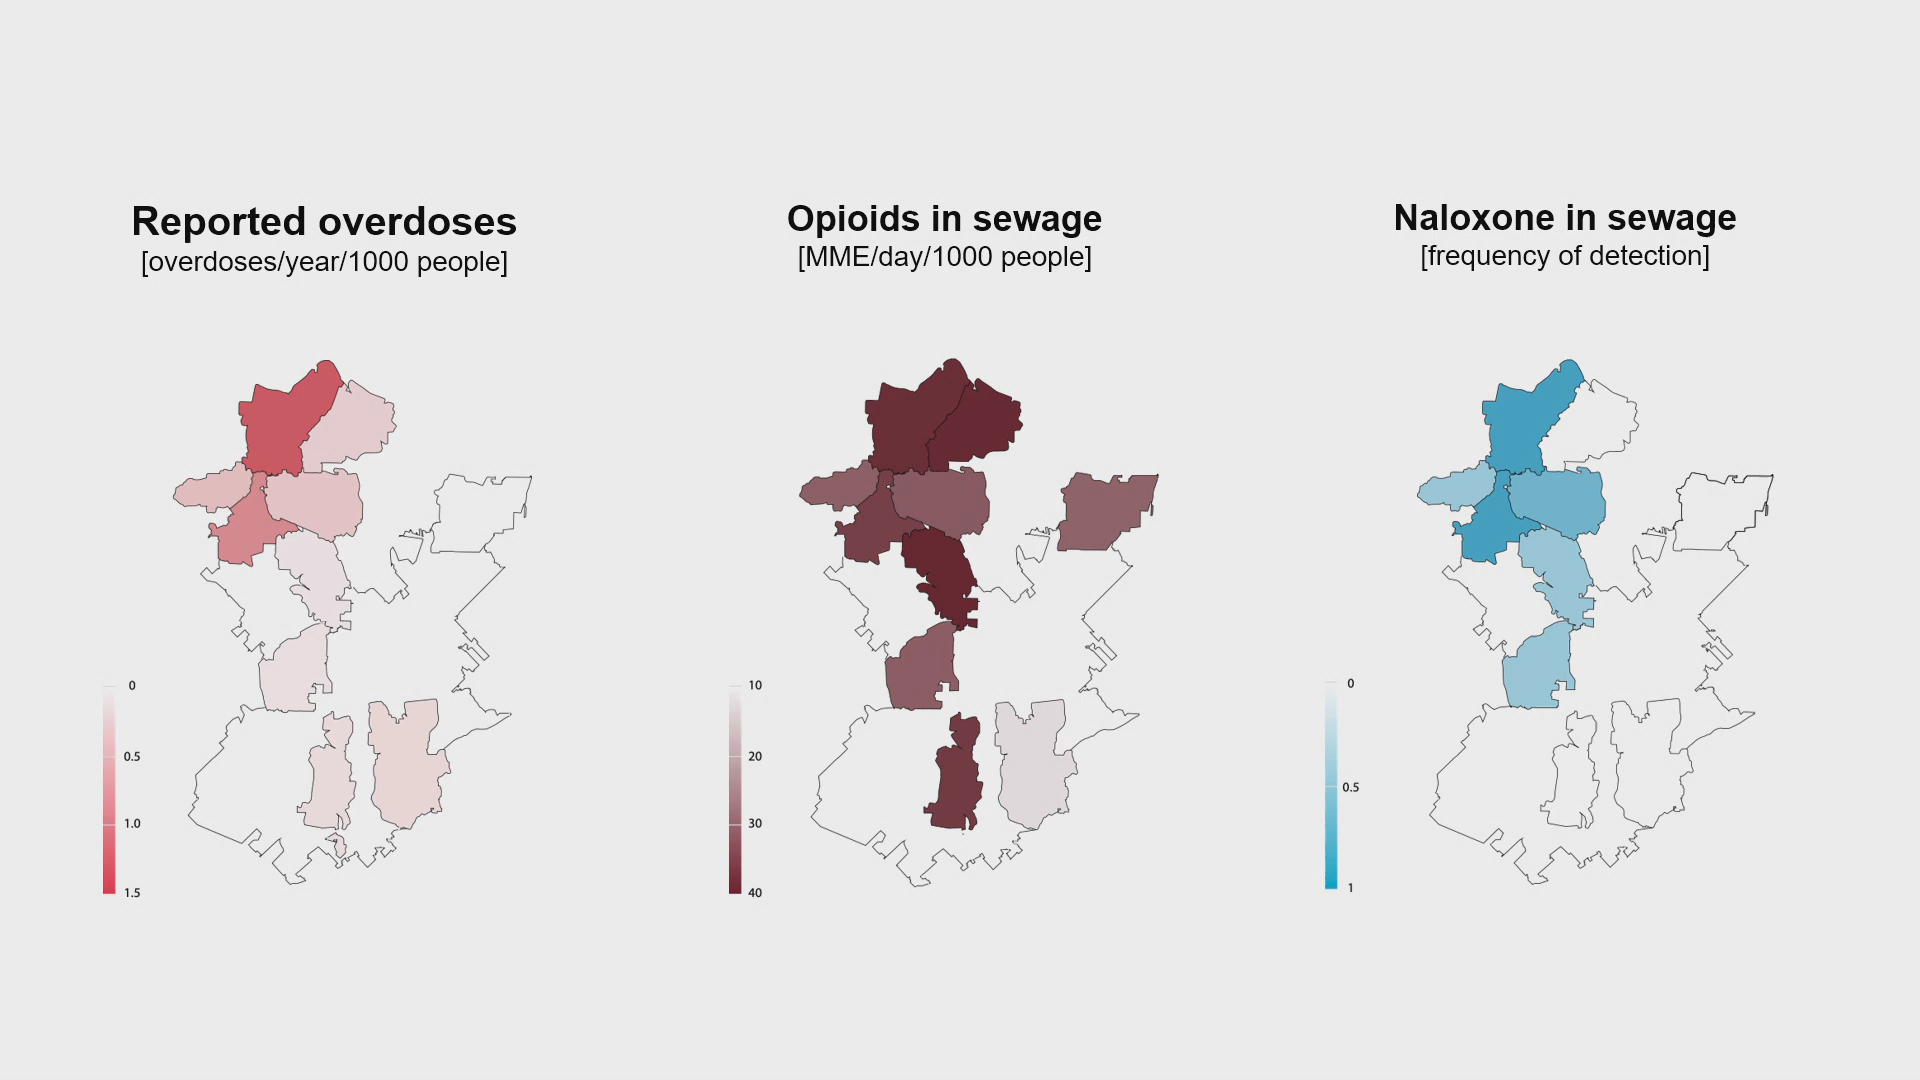 Reported overdoses
[overdoses/year/1000 people]
0
0.5
1.0
1.5
Opioids in sewage
[MME/day/1000 people]
10
20
30
40
Naloxone in sewage
[frequency of detection]
0
0.5
1